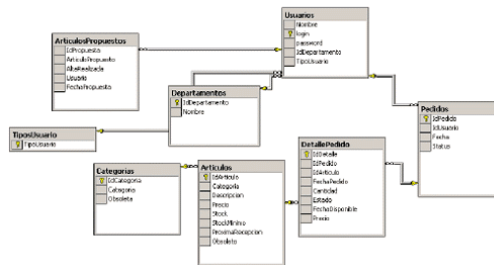 Usuarios
Nombre
login
password
IdDepartamento
TipoUsuario
ArticulosPropuestos
IdPropuesta
ArticuloPropuesto
AltaRealizada
Usuario
FechaPropuesta
Departamentos
IdDepartamento
Nombre
TiposUsuario
TipoUsuario
Pedidos
IdPedido
IdUsuario
Fecha
Status
Categorias
IdCategoria
Categoria
Obsoleta
Articulos
IdArticulo
Categoria
Descripcion
Precio
Stock
StockMinimo
ProximaRecepcion
Obsoleto
DetallePedido
IdDetalle
IdPedido
IdArticulo
FechaPedido
Cantidad
Estado
FechaDisponible
Precio